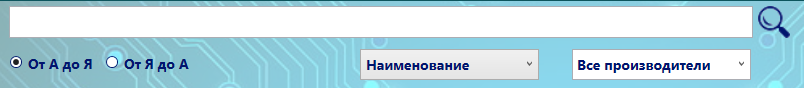 От А до Я От Я до А Наименование Все производители